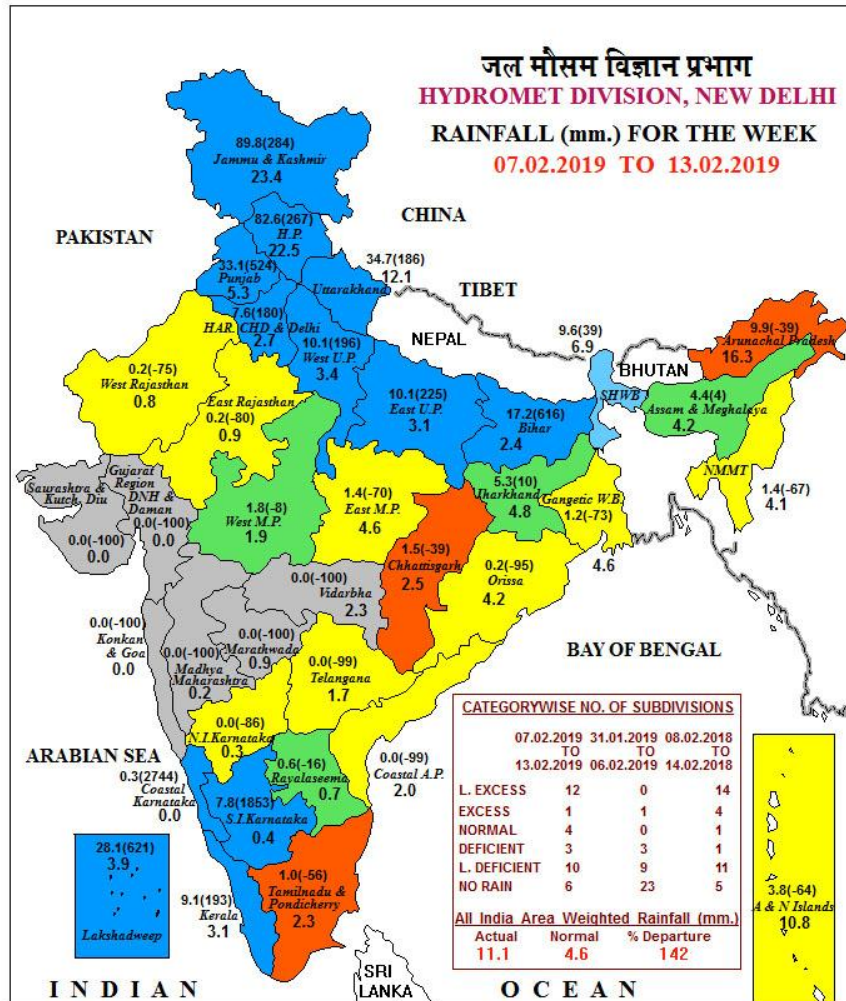 जल मौसम विज्ञान प्रभाग
HYDROMET DIVISION, NEW DELHI
RAINFALL (mm.) FOR THE WEEK
07.02.2019 TO 13.02.2019
89.8(284)
Jammu & Kashmir
23.4
CHINA
PAKISTAN
82.6(267)
H.P.
22.5
33.1(524)
Punjab
5.3
34.7(186)
12.1
Uttarakhand
TIBET
7.6(180)
HAR. CHD & Delhi
2.7
NEPAL
10.1(196)
West U.P.
3.4
9.6(39)
6.9
BHUTAN
9.9(-39)
Arunachal Pradesh
16.3
0.2(-75)
West Rajasthan
0.8
East Rajasthan
0.2(-80)
0.9
10.1(225)
East U.P.
3.1
17.2(616)
Bihar
2.4
SHWB
4.4(4)
Assam & Meghalaya
4.2
NMMT
1.4(-67)
4.1
Gujarat
Region
DNH &
Daman
0.0(-100)
0.0
Saurashtra &
Kutch, Diu
0.0(-100)
0.0
1.8(-8)
West M.P.
1.9
1.4(-70)
East M.P.
4.6
5.3(10)
Jharkhand
4.8
Gangetic W.B.
1.2(-73)
4.6
1.5(-39)
Chhattisgarh
2.5
0.2(-95)
Orissa
4.2
0.0(-100)
Vidarbha
2.3
0.0(-100)
Konkan
& Goa
0.0
0.0(-100)
Madhya
Maharashtra
0.2
0.0(-100)
Marathwada
0.9
0.0(-99)
Telangana
1.7
BAY OF BENGAL
0.0(-86)
N.I.Karnataka
0.3
ARABIAN SEA
0.3(2744)
Coastal
Karnataka
0.0
0.6(-16)
Rayalaseema
0.7
0.0(-99)
Coastal A.P.
2.0
7.8(1853)
S.I.Karnataka
0.4
28.1(621)
3.9
Lakshadweep
9.1(193)
Kerala
3.1
1.0(-56)
Tamilnadu &
Pondicherry
2.3
3.8(-64)
A & N Islands
10.8
CATEGORYWISE NO. OF SUBDIVISIONS
07.02.2019 31.01.2019 08.02.2018
TO TO TO
13.02.2019 06.02.2019 14.02.2018
L. EXCESS 12 0 14
EXCESS 1 1 4
NORMAL 4 0 1
DEFICIENT 3 3 1
L. DEFICIENT 10 9 11
NO RAIN 6 23 5
All India Area Weighted Rainfall (mm.)
Actual Normal % Departure
11.1 4.6 142
SRI
LANKA
INDIAN OCEAN